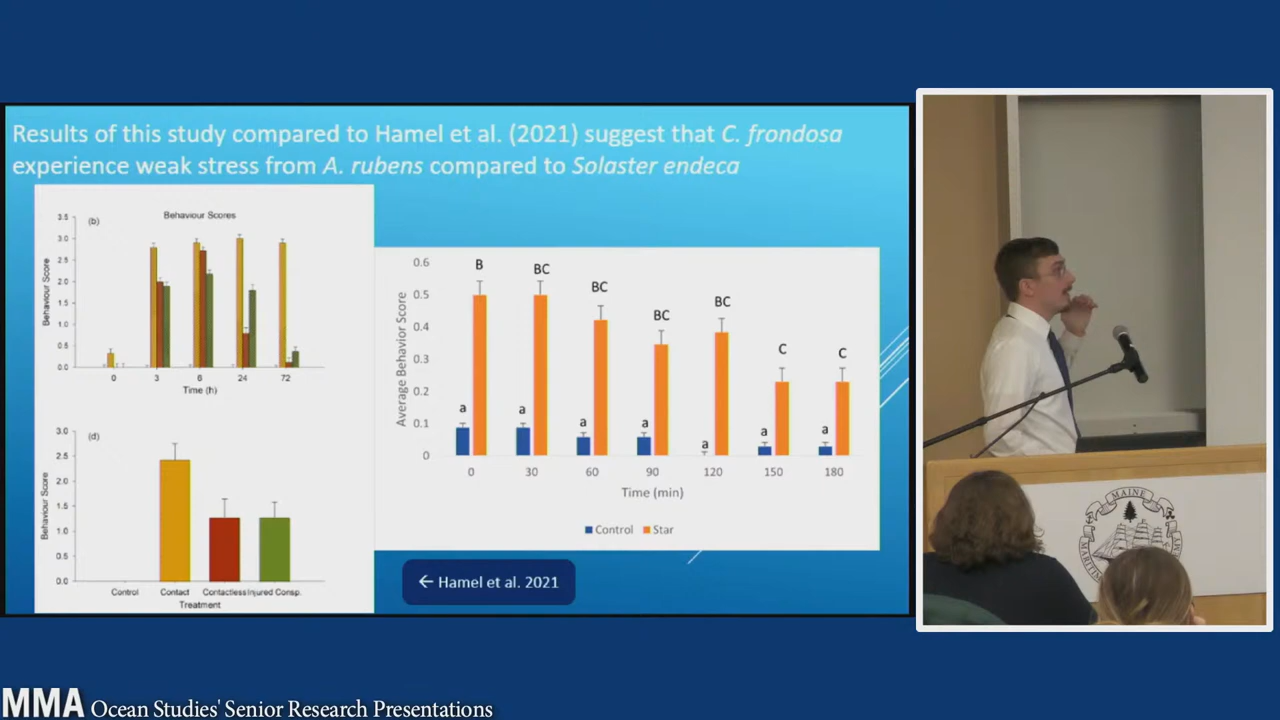 Results of this study compared to Hamel et al. (2021) suggest that C. frondosa
experience weak stress from A. rubens compared to Solaster endeca
(b)
Behaviour Scores
3.5
3.0
2.5
2.0
1.5
1.0
0.5
0.0
Behaviour Score
0 3 6 24 72
Time (h)
(d)
3.0
2.5
2.0
1.5
1.0
0.5
0.0
Behaviour Score
Control Contact Contactless Injured Consp.
Treatment
0.6
0.5
0.4
0.3
0.2
0.1
0
Average Behavior Score
B BC BC BC BC C C
a a a a a a a
0 30 60 90 120 150 180
Time (min)
Control Star
← Hamel et al. 2021
MAINE
MARITIME
MMA Ocean Studies' Senior Research Presentations